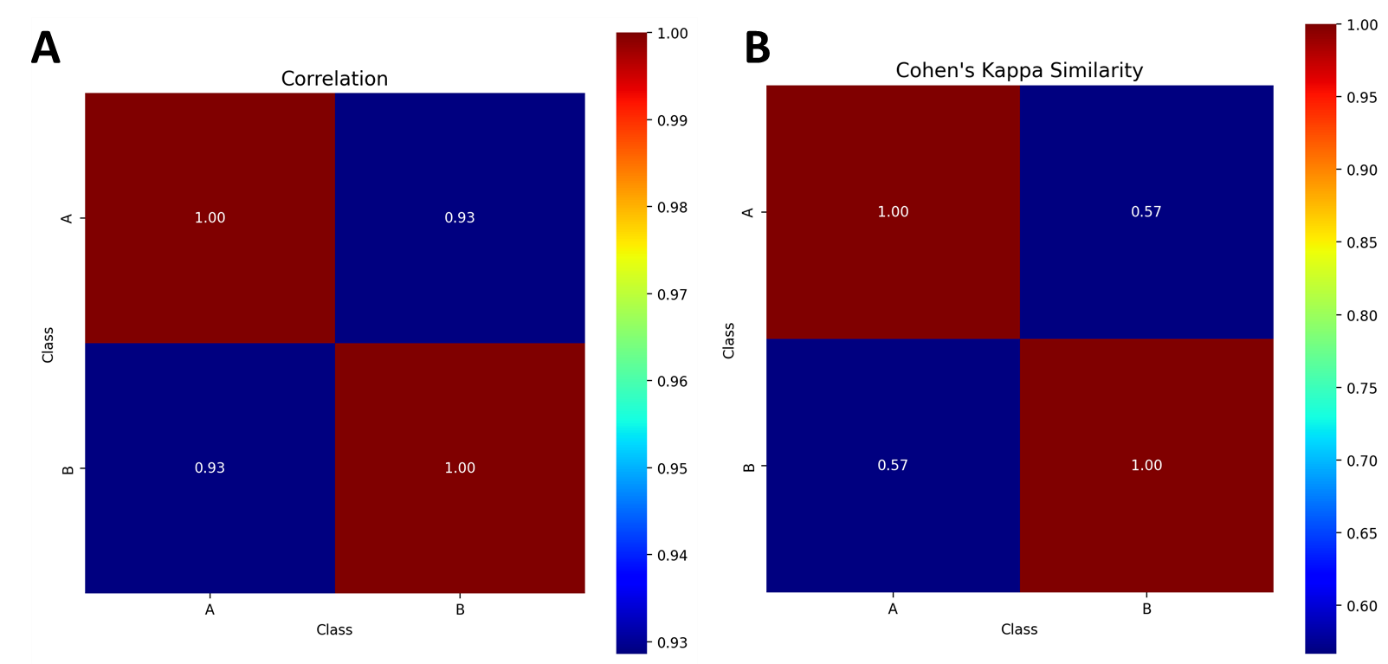 A
Correlation
1.00
0.93
0.93
1.00
A
B
Class
A
B
Class
1.00
0.99
0.98
0.97
0.96
0.95
0.94
0.93
B
Cohen's Kappa Similarity
1.00
0.57
0.57
1.00
A
B
Class
A
B
Class
1.00
0.95
0.90
0.85
0.80
0.75
0.70
0.65
0.60